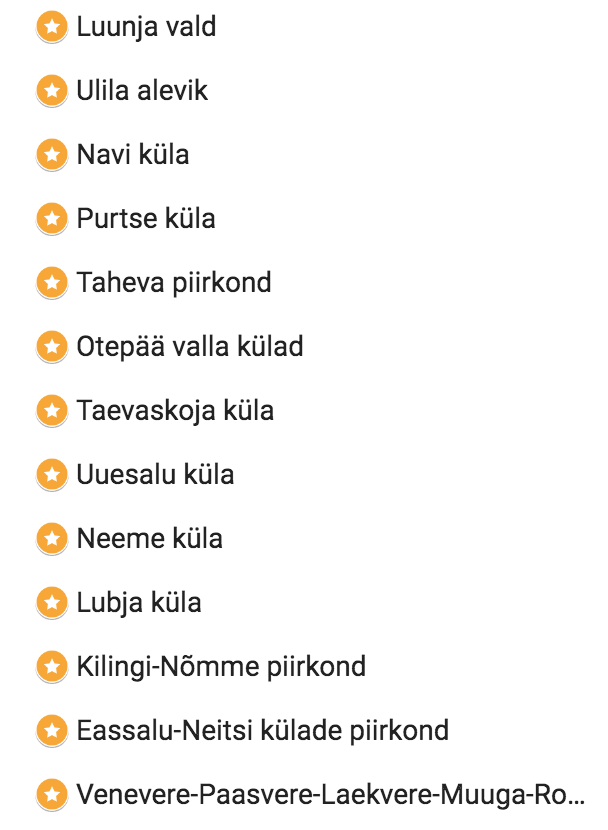 Luunja vald
Ulila alevik
Navi küla
Purtse küla
Taheva piirkond
Otepää valla külad
Taevaskoja küla
Uuesalu küla
Neeme küla
Lubja küla
Kilingi-Nõmme piirkond
Eassalu-Neitsi külade piirkond
Venevere-Paasvere-Laekvere-Muuga-Ro...